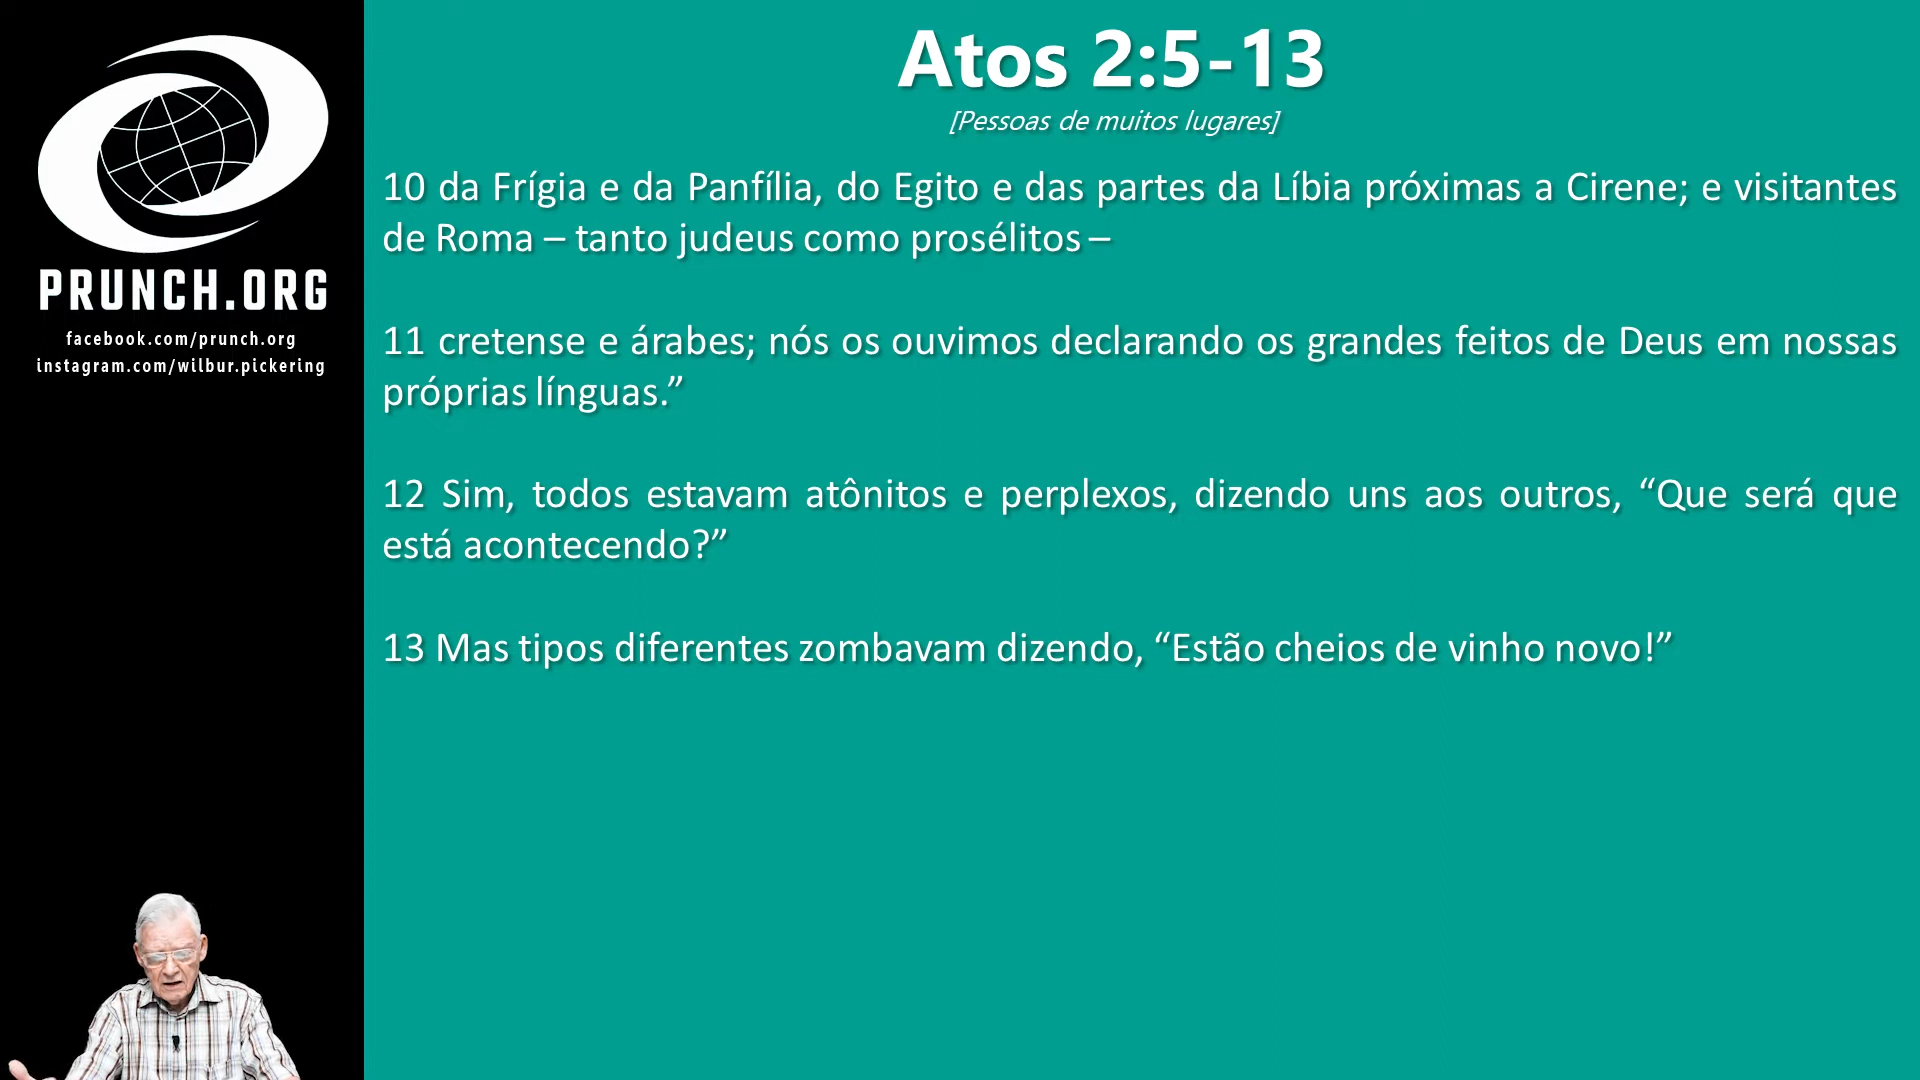 PRUNCH.ORG
facebook.com/prunch.org
instagram.com/wilbur.pickering
Atos 2:5-13
[Pessoas de muitos lugares]
10 da Frígia e da Panfília, do Egito e das partes da Líbia próximas a Cirene; e visitantes
de Roma – tanto judeus como prosélitos –
11 cretense e árabes; nós os ouvimos declarando os grandes feitos de Deus em nossas
próprias línguas.”
12 Sim, todos estavam atônitos e perplexos, dizendo uns aos outros, “Que será que
está acontecendo?”
13 Mas tipos diferentes zombavam dizendo, “Estão cheios de vinho novo!”